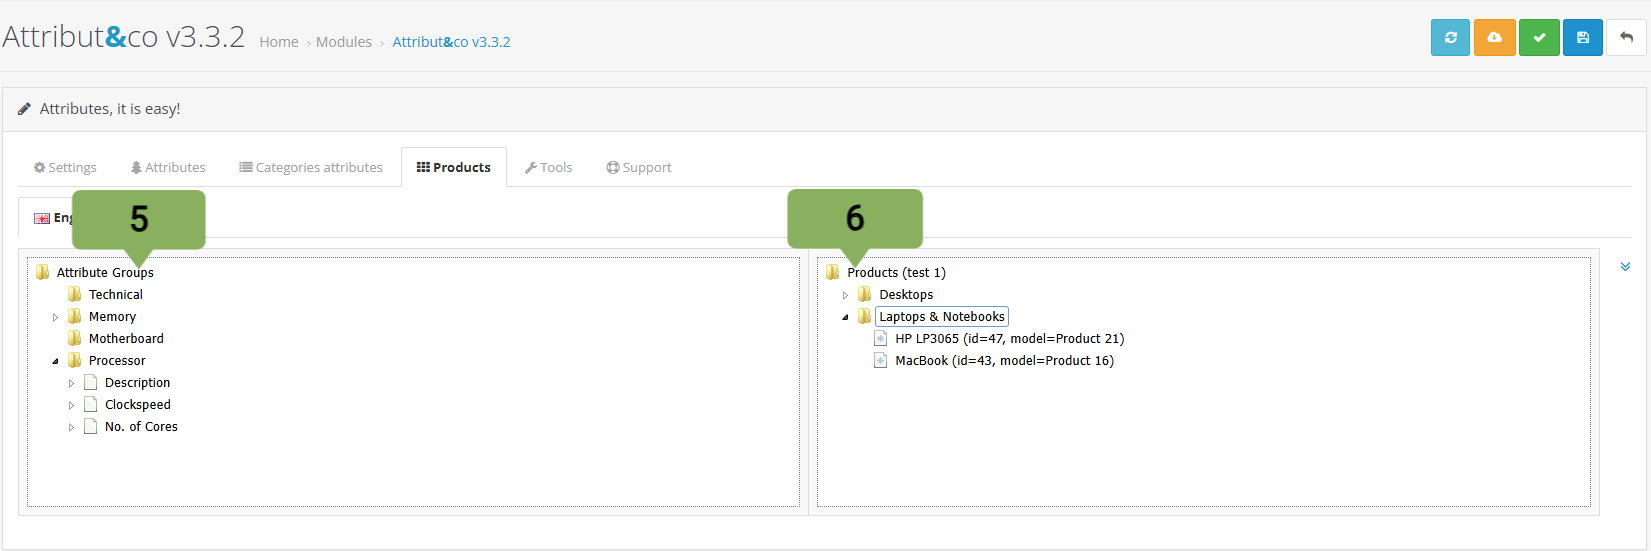 Attribut&co v3.3.2 Home › Modules › Attribut&co v3.3.2
Attributes, it is easy!
Settings Attributes Categories attributes Products Tools Support
Eng
5
6
Attribute Groups
Technical
Memory
Motherboard
Processor
Description
Clockspeed
No. of Cores
Products (test 1)
Desktops
Laptops & Notebooks
HP LP3065 (id=47, model=Product 21)
MacBook (id=43, model=Product 16)